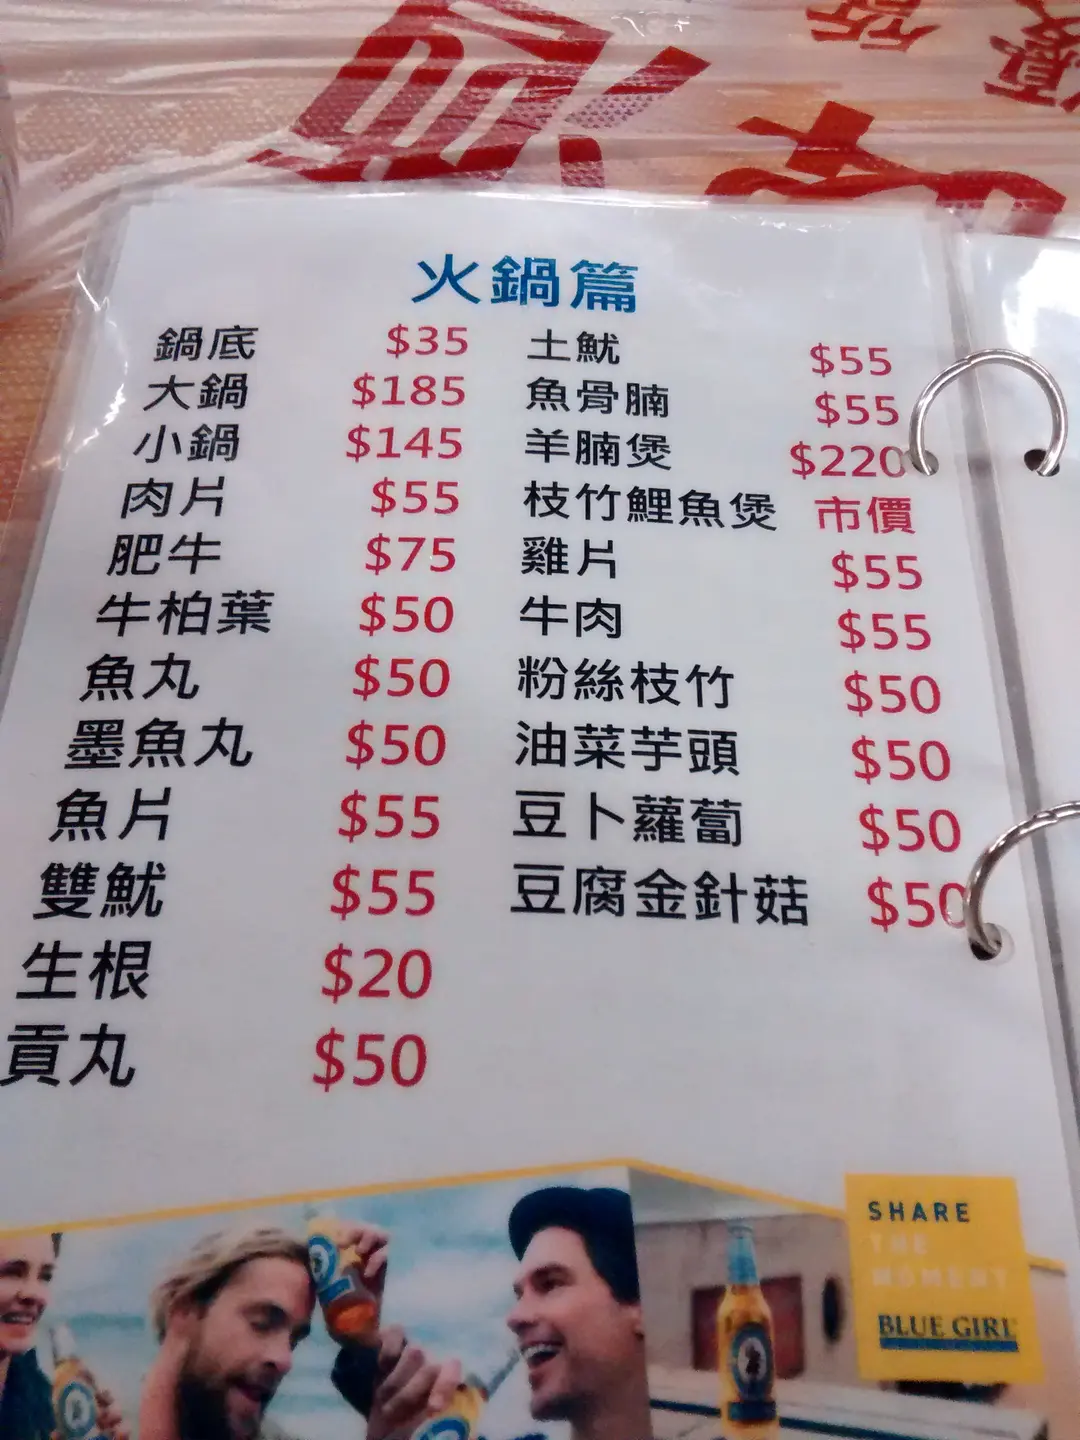 火鍋篇
鍋底 $35
大鍋 $185
小鍋 $145
肉片 $55
肥牛 $75
牛柏葉 $50
魚丸 $50
墨魚丸 $50
魚片 $55
雙魷 $55
生根 $20
貢丸 $50
土魷 $55
魚骨腩 $55
羊腩煲 $220
枝竹鯉魚煲 市價
雞片 $55
牛肉 $55
粉絲枝竹 $50
油菜芋頭 $50
豆卜蘿蔔 $50
豆腐金針菇 $50
SHARE
THE
MOMENT
BLUE GIRL